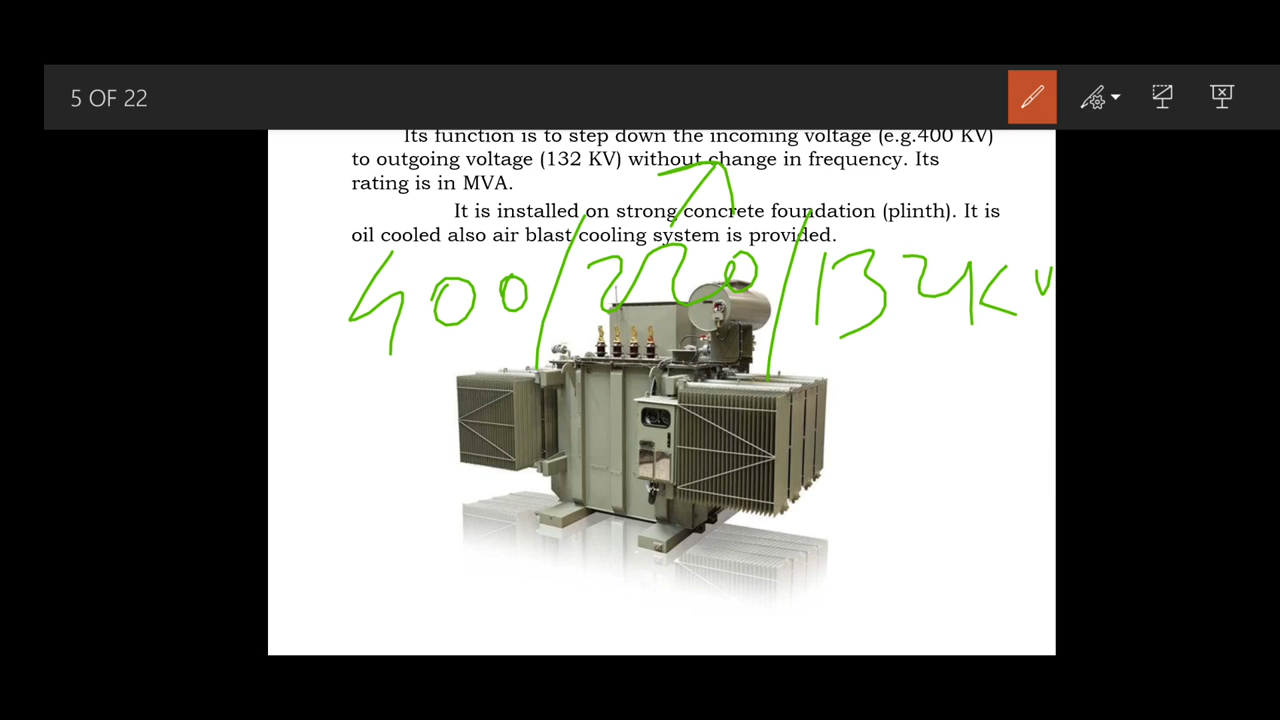 5 OF 22
Its function is to step down the incoming voltage (e.g.400 KV)
to outgoing voltage (132 KV) without change in frequency. Its
rating is in MVA.
It is installed on strong concrete foundation (plinth). It is
oil cooled also air blast cooling system is provided.
400/220/132KV